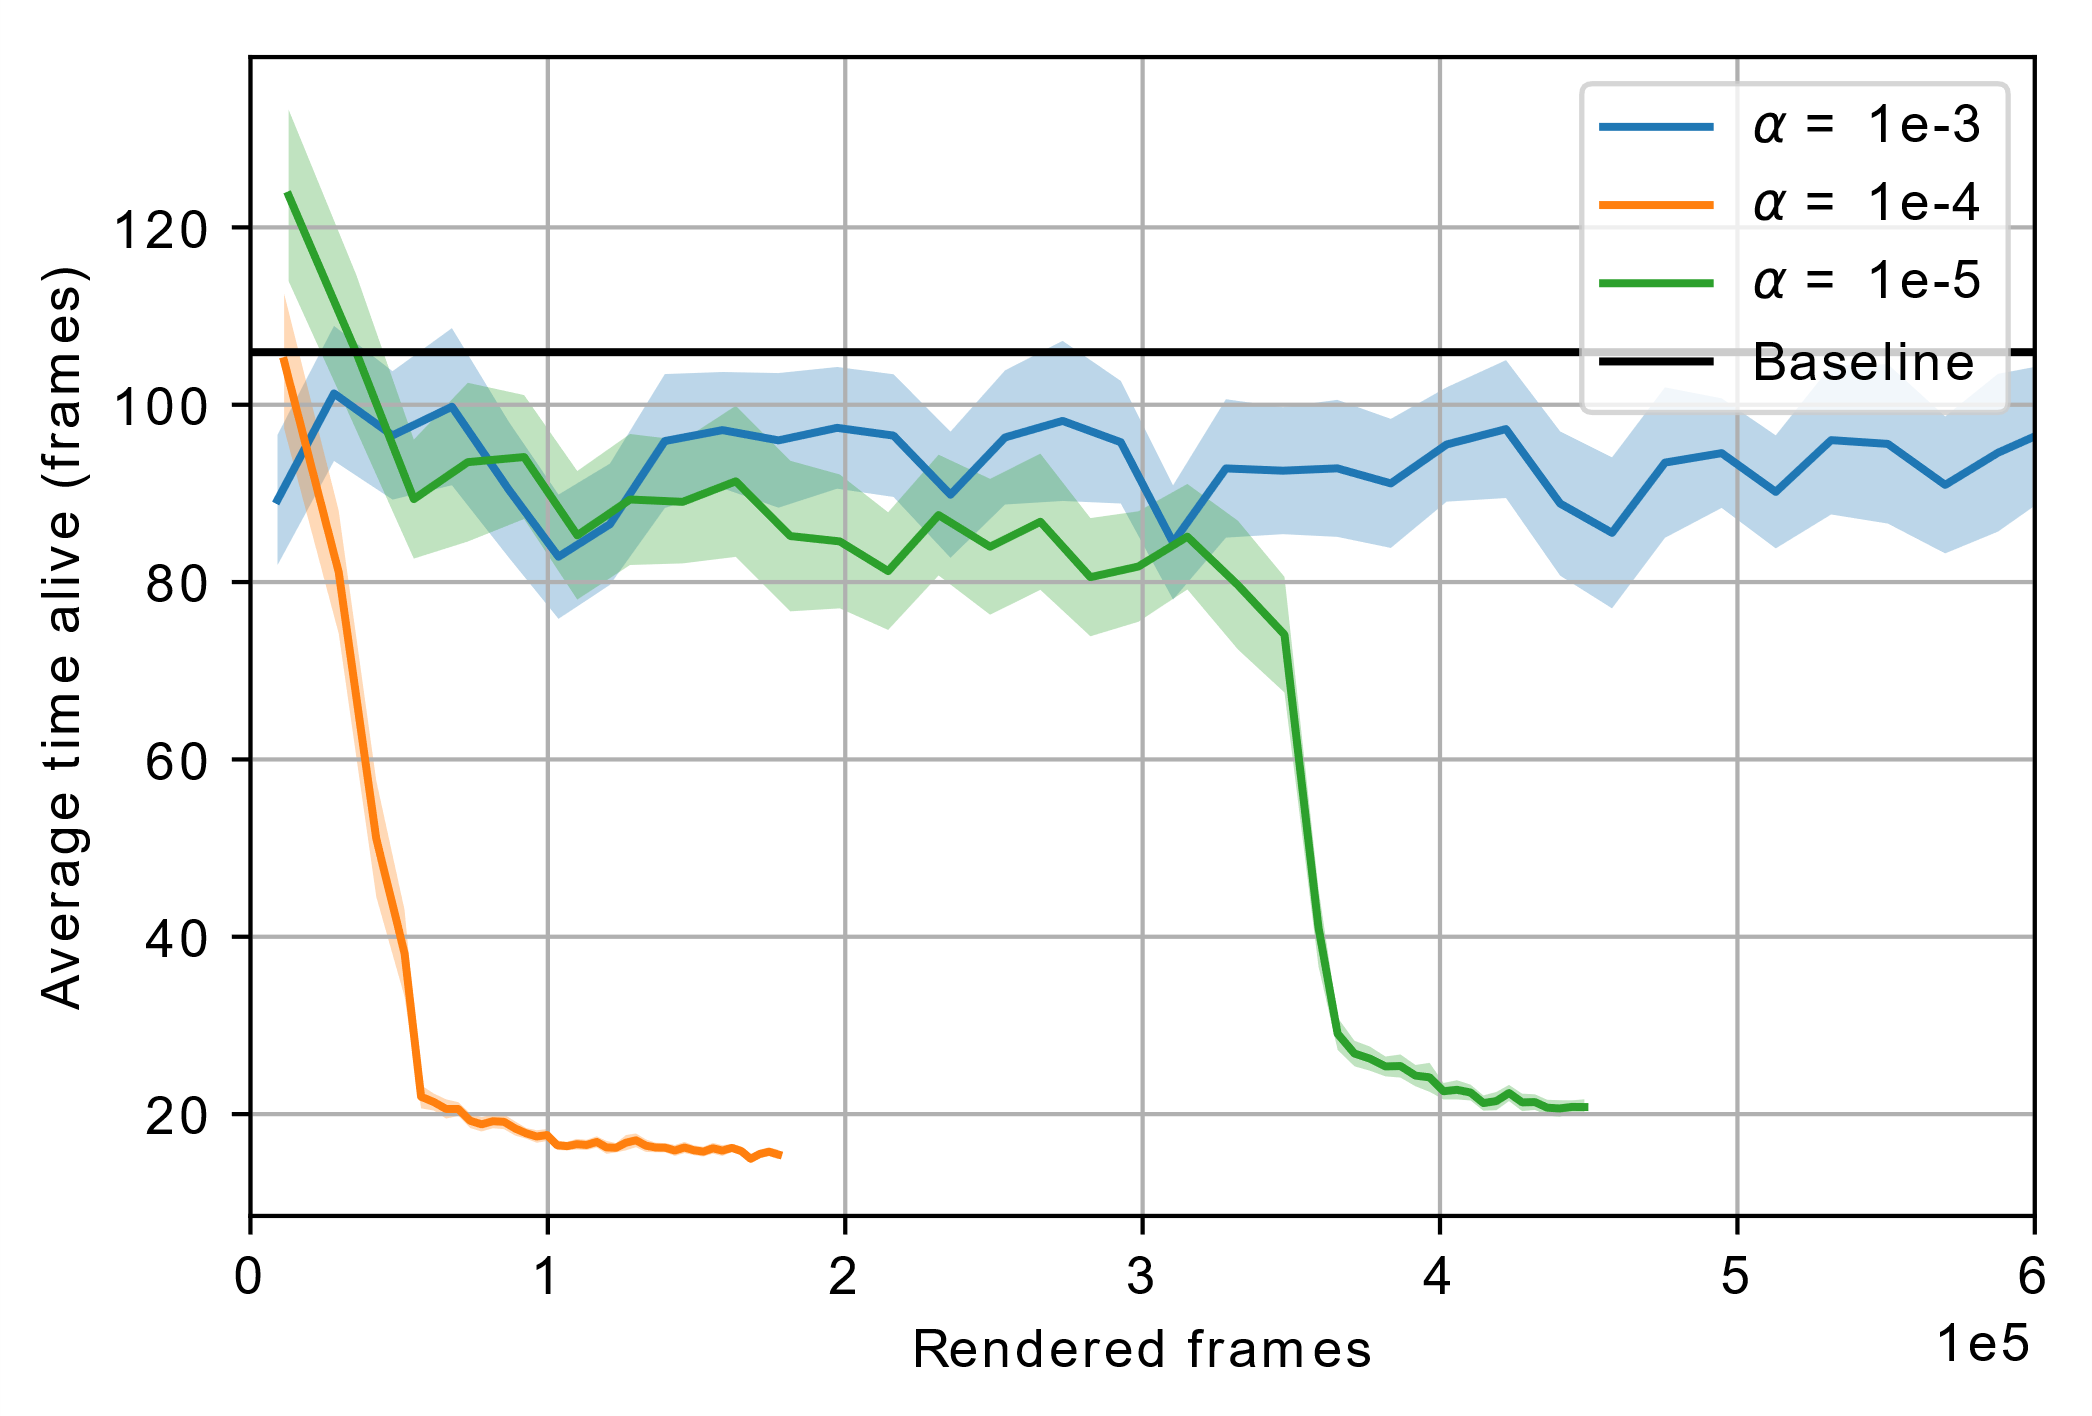 α = 1e-3
α = 1e-4
α = 1e-5
Baseline
Average time alive (frames)
120
100
80
60
40
20
0 1 2 3 4 5 6
1e5
Rendered frames